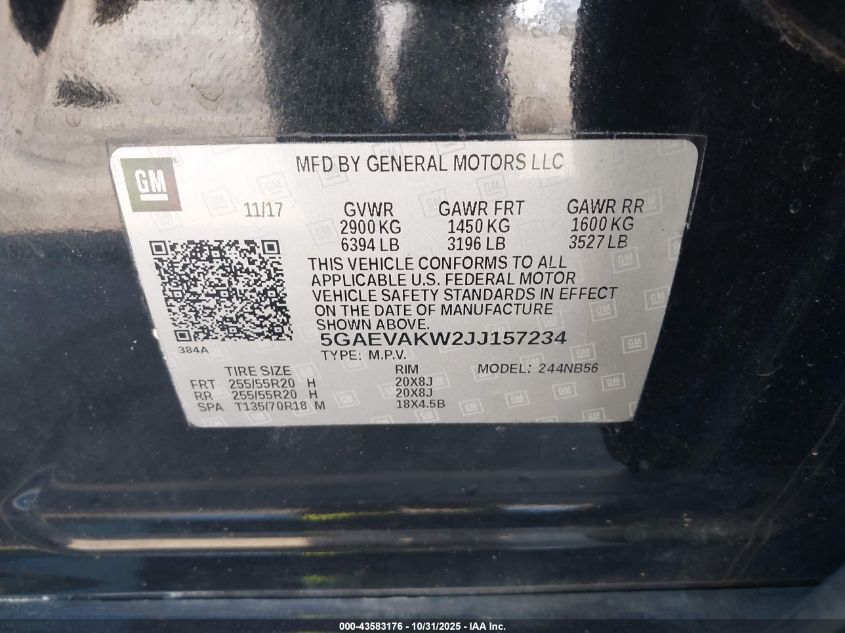 MFD BY GENERAL MOTORS LLC
GM
11/17 GVWR GAWR FRT GAWR RR
2900 KG 1450 KG 1600 KG
6394 LB 3196 LB 3527 LB
THIS VEHICLE CONFORMS TO ALL
APPLICABLE U.S. FEDERAL MOTOR
VEHICLE SAFETY STANDARDS IN EFFECT
ON THE DATE OF MANUFACTURE
SHOWN ABOVE.
384A
5GAEVAKW2JJ157234
TYPE: M.P.V.
TIRE SIZE RIM MODEL: 244NB56
FRT 255/55R20 H 20X8J
RR 255/55R20 H 20X8J
SPA T135/70R18 M 18X4.5B
000-43583176 - 10/31/2025 - IAA Inc.